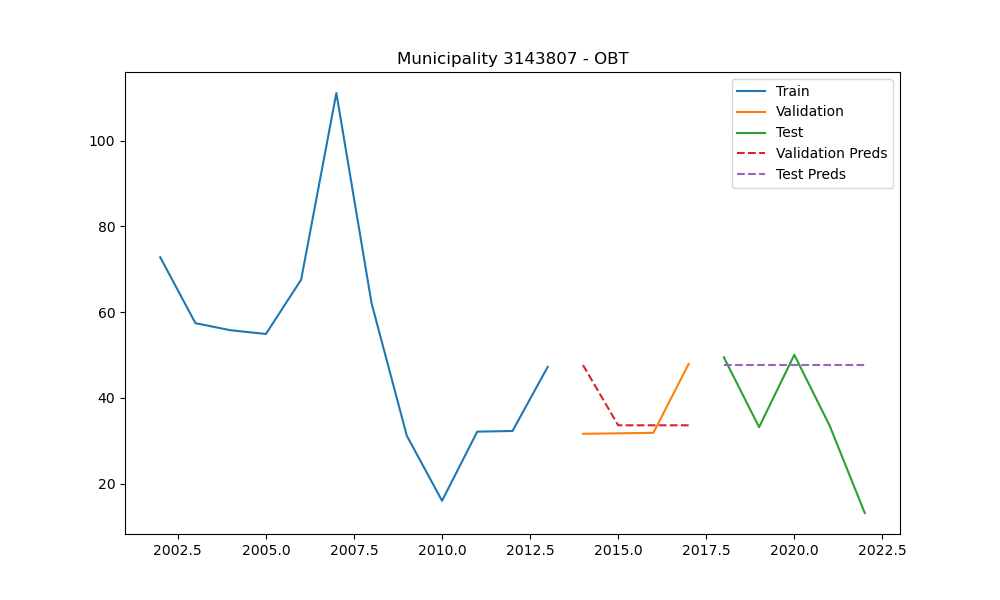 Municipality 3143807 - OBT
Train
Validation
Test
Validation Preds
Test Preds
100
80
60
40
20
2002.5 2005.0 2007.5 2010.0 2012.5 2015.0 2017.5 2020.0 2022.5